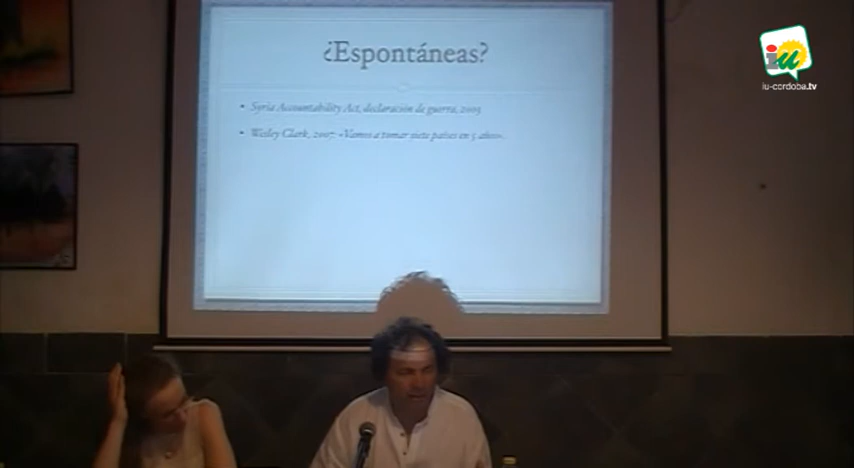 ¿Espontáneas?
• Syria Accountability Act, declaración de guerra, 2003
• Wesley Clark, 2007: «Vamos a tomar siete países en 5 años».
iu
iu-cordoba.tv